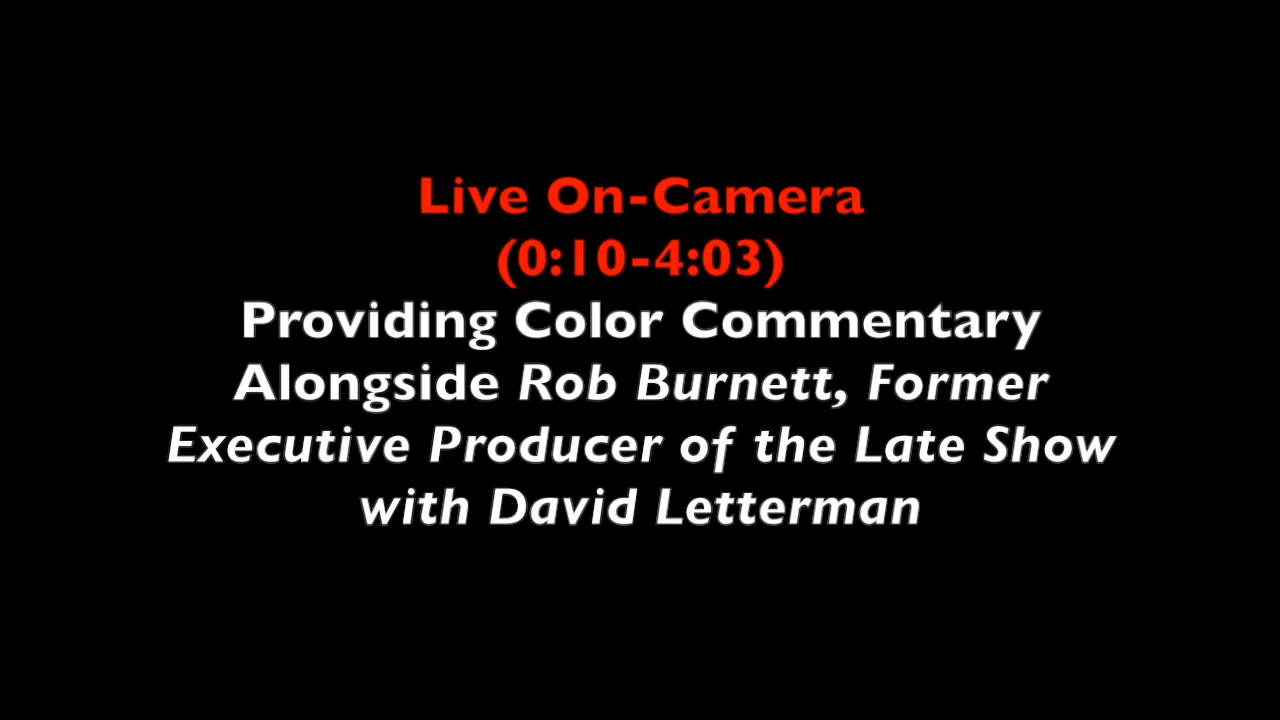 Live On-Camera
(0:10-4:03)
Providing Color Commentary
Alongside Rob Burnett, Former
Executive Producer of the Late Show
with David Letterman